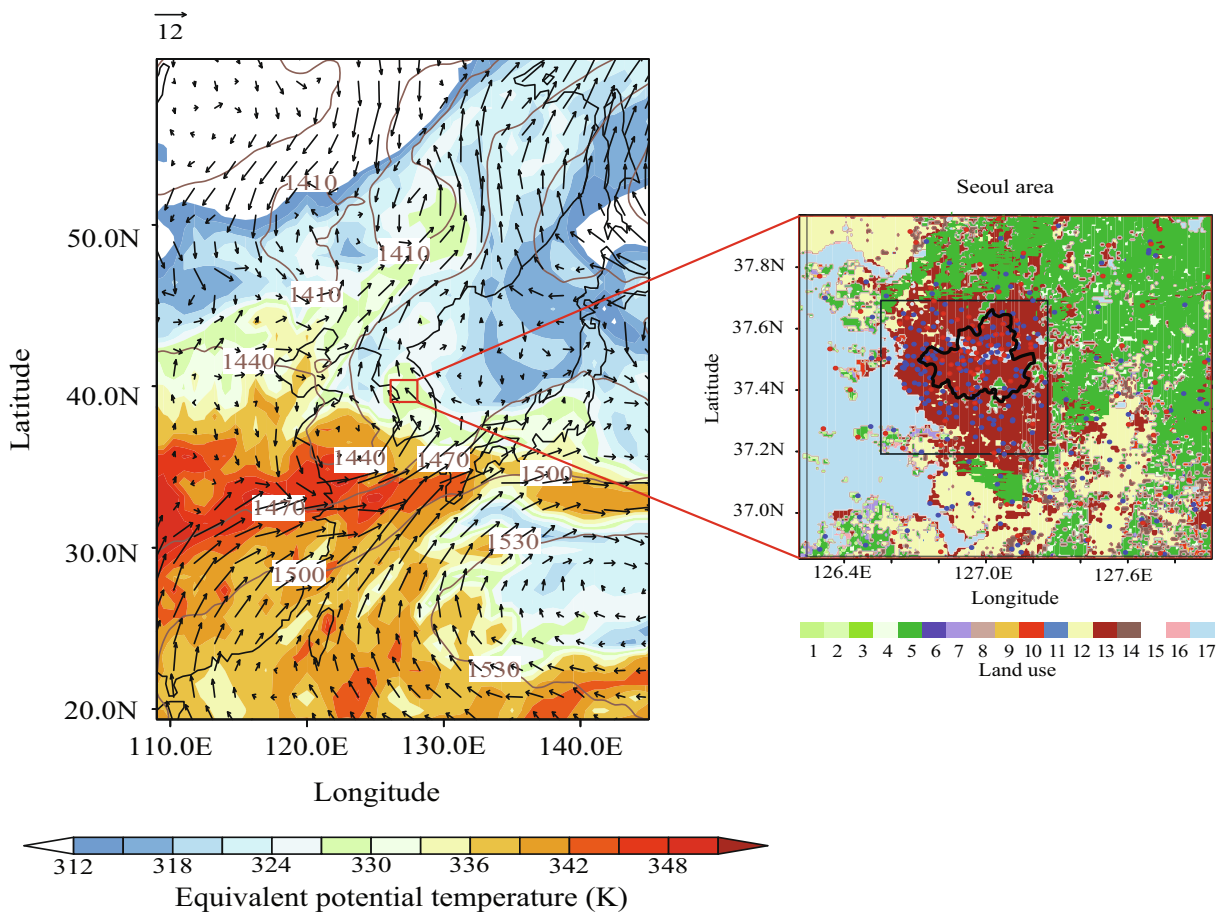 12
1410
50.0N
1410
1410
1440
40.0N
1440
1470
1500
1470
1530
30.0N
1500
1530
20.0N
110.0E 120.0E 130.0E 140.0E
Latitude
Longitude
312 318 324 330 336 342 348
Equivalent potential temperature (K)
Seoul area
37.8N
37.6N
37.4N
37.2N
37.0N
Latitude
126.4E 127.0E 127.6E
Longitude
1 2 3 4 5 6 7 8 9 10 11 12 13 14 15 16 17
Land use